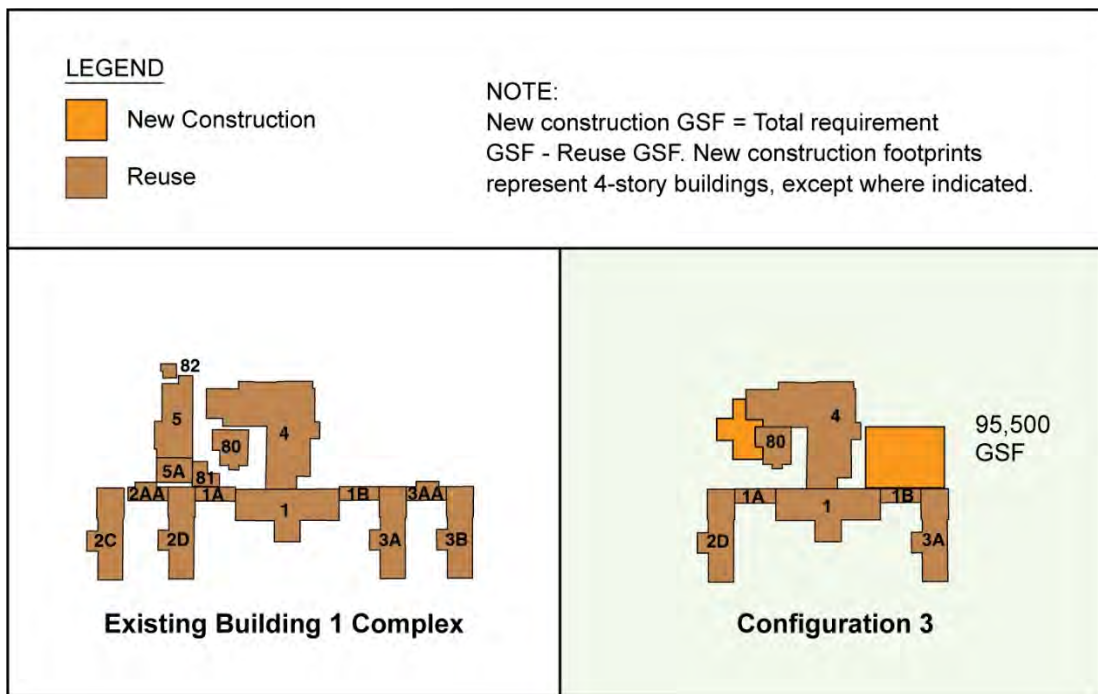 LEGEND
New Construction
Reuse
NOTE:
New construction GSF = Total requirement
GSF - Reuse GSF. New construction footprints
represent 4-story buildings, except where indicated.
82
5
80
4
5A
81
2AA
1A
1
1B
3AA
2C
2D
3A
3B
Existing Building 1 Complex
4
80
95,500
GSF
1A
1
1B
2D
3A
Configuration 3